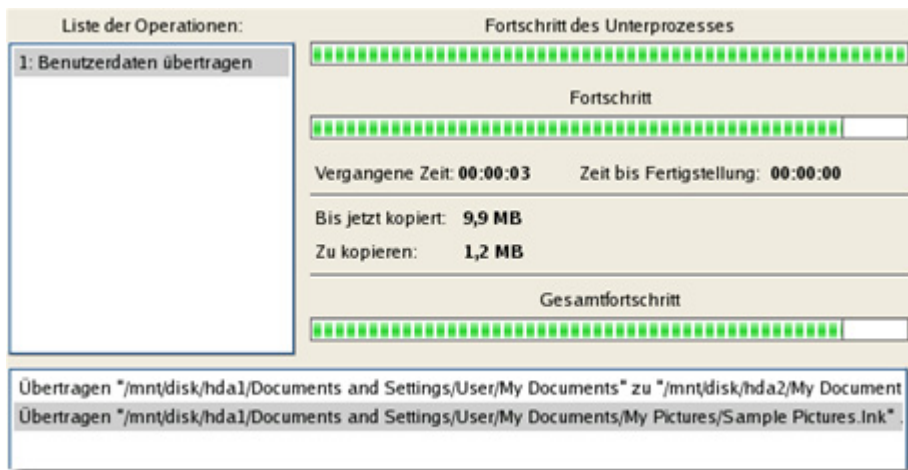 Liste der Operationen:
1: Benutzerdaten übertragen
Fortschritt des Unterprozesses
Fortschritt
Vergangene Zeit: 00:00:03 Zeit bis Fertigstellung: 00:00:00
Bis jetzt kopiert: 9,9 MB
Zu kopieren: 1,2 MB
Gesamtfortschritt
Übertragen "/mnt/disk/hda1/Documents and Settings/User/My Documents" zu "/mnt/disk/hda2/My Document
Übertragen "/mnt/disk/hda1/Documents and Settings/User/My Documents/My Pictures/Sample Pictures.lnk" .